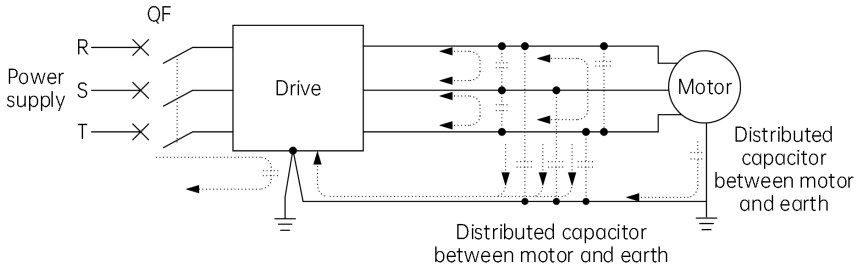 QF
R
Power
supply
S
T
Drive
Motor
Distributed
capacitor
between motor
and earth
Distributed capacitor
between motor and earth